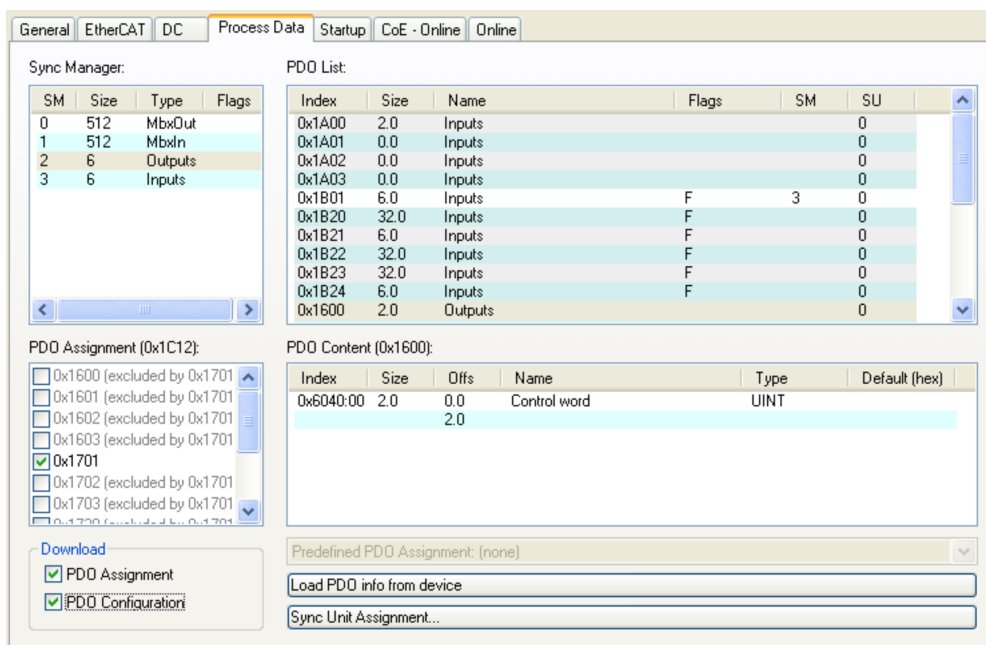 General EtherCAT DC Process Data Startup CoE - Online Online
Sync Manager:
SM Size Type Flags
0 512 MbxOut
1 512 MbxIn
2 6 Outputs
3 6 Inputs
PDO List:
Index Size Name Flags SM SU
0x1A00 2.0 Inputs 0
0x1A01 0.0 Inputs 0
0x1A02 0.0 Inputs 0
0x1A03 0.0 Inputs 0
0x1B01 6.0 Inputs F 3 0
0x1B20 32.0 Inputs F 0
0x1B21 6.0 Inputs F 0
0x1B22 32.0 Inputs F 0
0x1B23 32.0 Inputs F 0
0x1B24 6.0 Inputs F 0
0x1600 2.0 Outputs 0
PDO Assignment (0x1C12):
0x1600 (excluded by 0x1701
0x1601 (excluded by 0x1701
0x1602 (excluded by 0x1701
0x1603 (excluded by 0x1701
0x1701
0x1702 (excluded by 0x1701
0x1703 (excluded by 0x1701
PDO Content (0x1600):
Index Size Offs Name Type Default (hex)
0x6040:00 2.0 0.0 Control word UINT
2.0
Download
PDO Assignment
PDO Configuration
Predefined PDO Assignment: (none)
Load PDO info from device
Sync Unit Assignment...